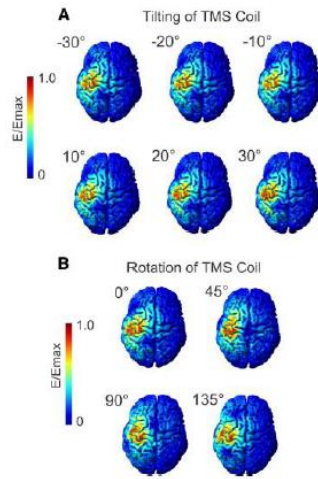 A Tilting of TMS Coil
-30° -20° -10°
1.0
E/Emax
0
10° 20° 30°
B Rotation of TMS Coil
0° 45°
1.0
E/Emax
0
90° 135°